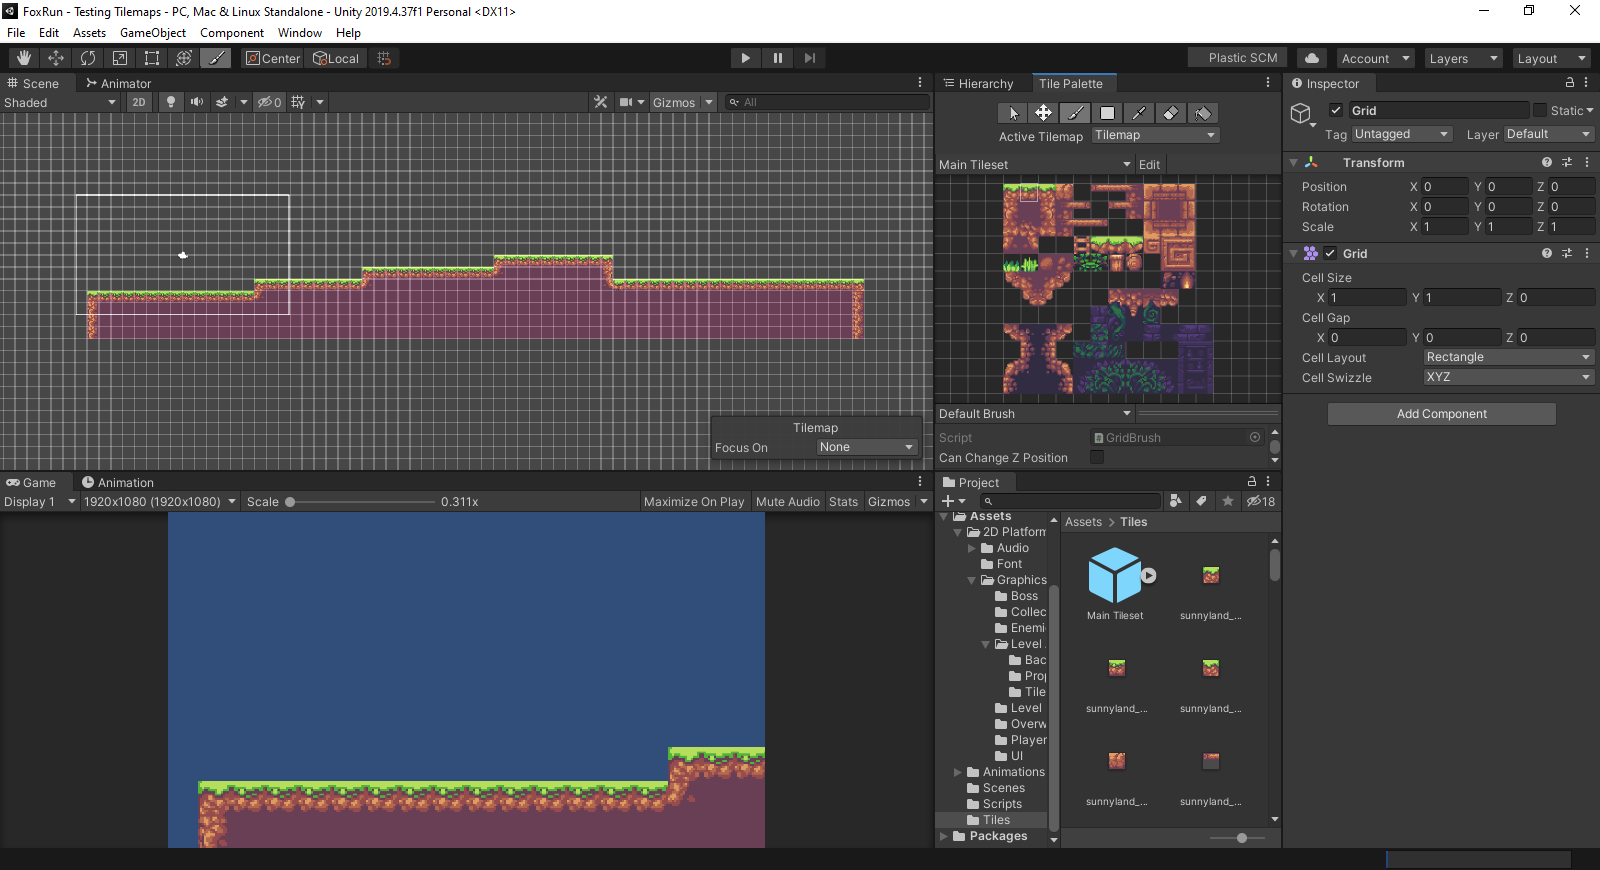 FoxRun - Testing Tilemaps - PC, Mac & Linux Standalone - Unity 2019.4.37f1 Personal <DX11>
File Edit Assets GameObject Component Window Help
Center Local Plastic SCM Account Layers Layout
Scene Animator
Shaded 2D 0 Gizmos All
Tilemap
Focus On None
Game Animation
Display 1 1920x1080 (1920x1080) Scale 0.311x Maximize On Play Mute Audio Stats Gizmos
Hierarchy Tile Palette
Active Tilemap Tilemap
Main Tileset Edit
Default Brush
Script GridBrush
Can Change Z Position
Project
18
Assets
2D Platform
Audio
Font
Graphics
Boss
Collec
Enemi
Level
Bac
Pro
Tile
Level
Overw
Player
UI
Animations
Scenes
Scripts
Tiles
Packages
Assets > Tiles
Main Tileset sunnyland_...
sunnyland_... sunnyland_...
sunnyland_... sunnyland_...
Inspector
Grid Static
Tag Untagged Layer Default
Transform
Position X 0 Y 0 Z 0
Rotation X 0 Y 0 Z 0
Scale X 1 Y 1 Z 1
Grid
Cell Size
X 1 Y 1 Z 0
Cell Gap
X 0 Y 0 Z 0
Cell Layout Rectangle
Cell Swizzle XYZ
Add Component